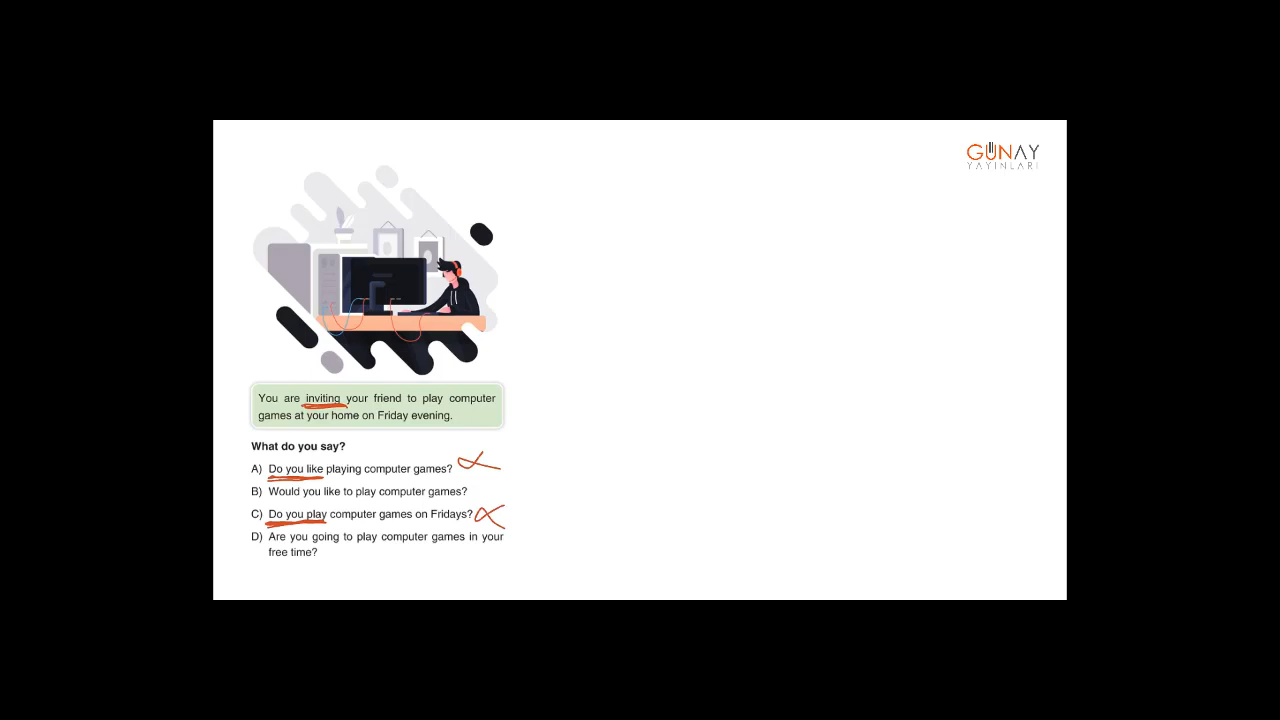 GÜNAY
YAYINLARI
You are inviting your friend to play computer
games at your home on Friday evening.
What do you say?
A) Do you like playing computer games?
B) Would you like to play computer games?
C) Do you play computer games on Fridays?
D) Are you going to play computer games in your
free time?